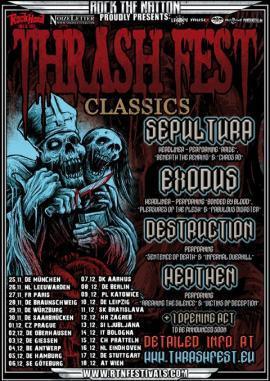 ROCK THE NATION
PROUDLY PRESENTS:
RockHard NOIZELETTER
THRASH FEST
CLASSICS
SEPULTURA
HEADLINER - PERFORMING "ARISE",
"BENEATH THE REMAINS" & "CHAOS AD"
EXODUS
HEADLINER - PERFORMING "BONDED BY BLOOD",
"PLEASURES OF THE FLESH" & "FABULOUS DISASTER"
DESTRUCTION
PERFORMING
"SENTENCE OF DEATH" & "INFERNAL OVERKILL"
HEATHEN
PERFORMING
"BREAKING THE SILENCE" & "VICTIMS OF DECEPTION"
+ 1 OPENING ACT
TO BE ANNOUNCED SOON
DETAILED INFO AT
WWW.THRASHFEST.EU
25.11. DE MÜNCHEN
26.11. NL LEEUWARDEN
27.11. FR PARIS
28.11. DE BRAUNSCHWEIG
29.11. DE WÜRZBURG
30.11. DE SAARBRÜCKEN
01.12. CZ PRAGUE
02.12. DE OBERHAUSEN
03.12. DE GIESSEN
04.12. BE ANTWERP
05.12. DE HAMBURG
06.12. SE GÖTEBORG
07.12. DK AARHUS
08.12. DE BERLIN
09.12. PL KATOWICE
10.12. DE LEIPZIG
11.12. SK BRATISLAVA
12.12. HR ZAGREB
13.12. SI LJUBLJANA
14.12. IT BOLOGNA
15.12. CH PRATTELN
16.12. NL EINDHOVEN
17.12. DE STUTTGART
18.12. AT WIEN
WWW.RTNFESTIVALS.COM